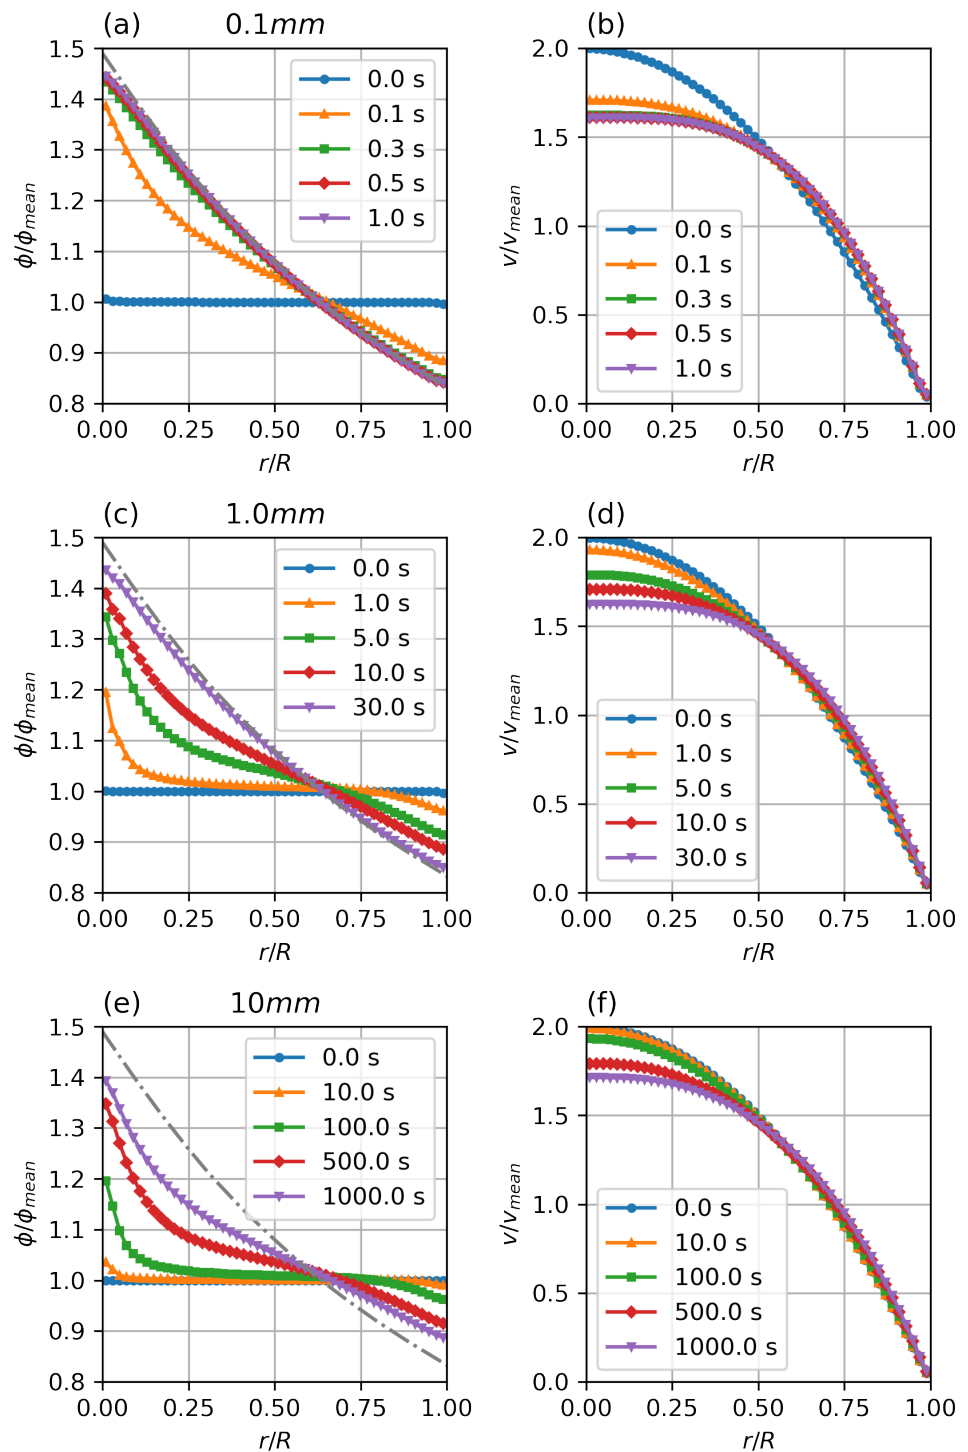 (a) 0.1mm
1.5
1.4
1.3
1.2
1.1
1.0
0.9
0.8
ϕ/ϕmean
0.0 s
0.1 s
0.3 s
0.5 s
1.0 s
0.00 0.25 0.50 0.75 1.00
r/R
(b)
2.0
1.5
1.0
0.5
0.0
v/vmean
0.0 s
0.1 s
0.3 s
0.5 s
1.0 s
0.00 0.25 0.50 0.75 1.00
r/R
(c) 1.0mm
1.5
1.4
1.3
1.2
1.1
1.0
0.9
0.8
ϕ/ϕmean
0.0 s
1.0 s
5.0 s
10.0 s
30.0 s
0.00 0.25 0.50 0.75 1.00
r/R
(d)
2.0
1.5
1.0
0.5
0.0
v/vmean
0.0 s
1.0 s
5.0 s
10.0 s
30.0 s
0.00 0.25 0.50 0.75 1.00
r/R
(e) 10mm
1.5
1.4
1.3
1.2
1.1
1.0
0.9
0.8
ϕ/ϕmean
0.0 s
10.0 s
100.0 s
500.0 s
1000.0 s
0.00 0.25 0.50 0.75 1.00
r/R
(f)
2.0
1.5
1.0
0.5
0.0
v/vmean
0.0 s
10.0 s
100.0 s
500.0 s
1000.0 s
0.00 0.25 0.50 0.75 1.00
r/R